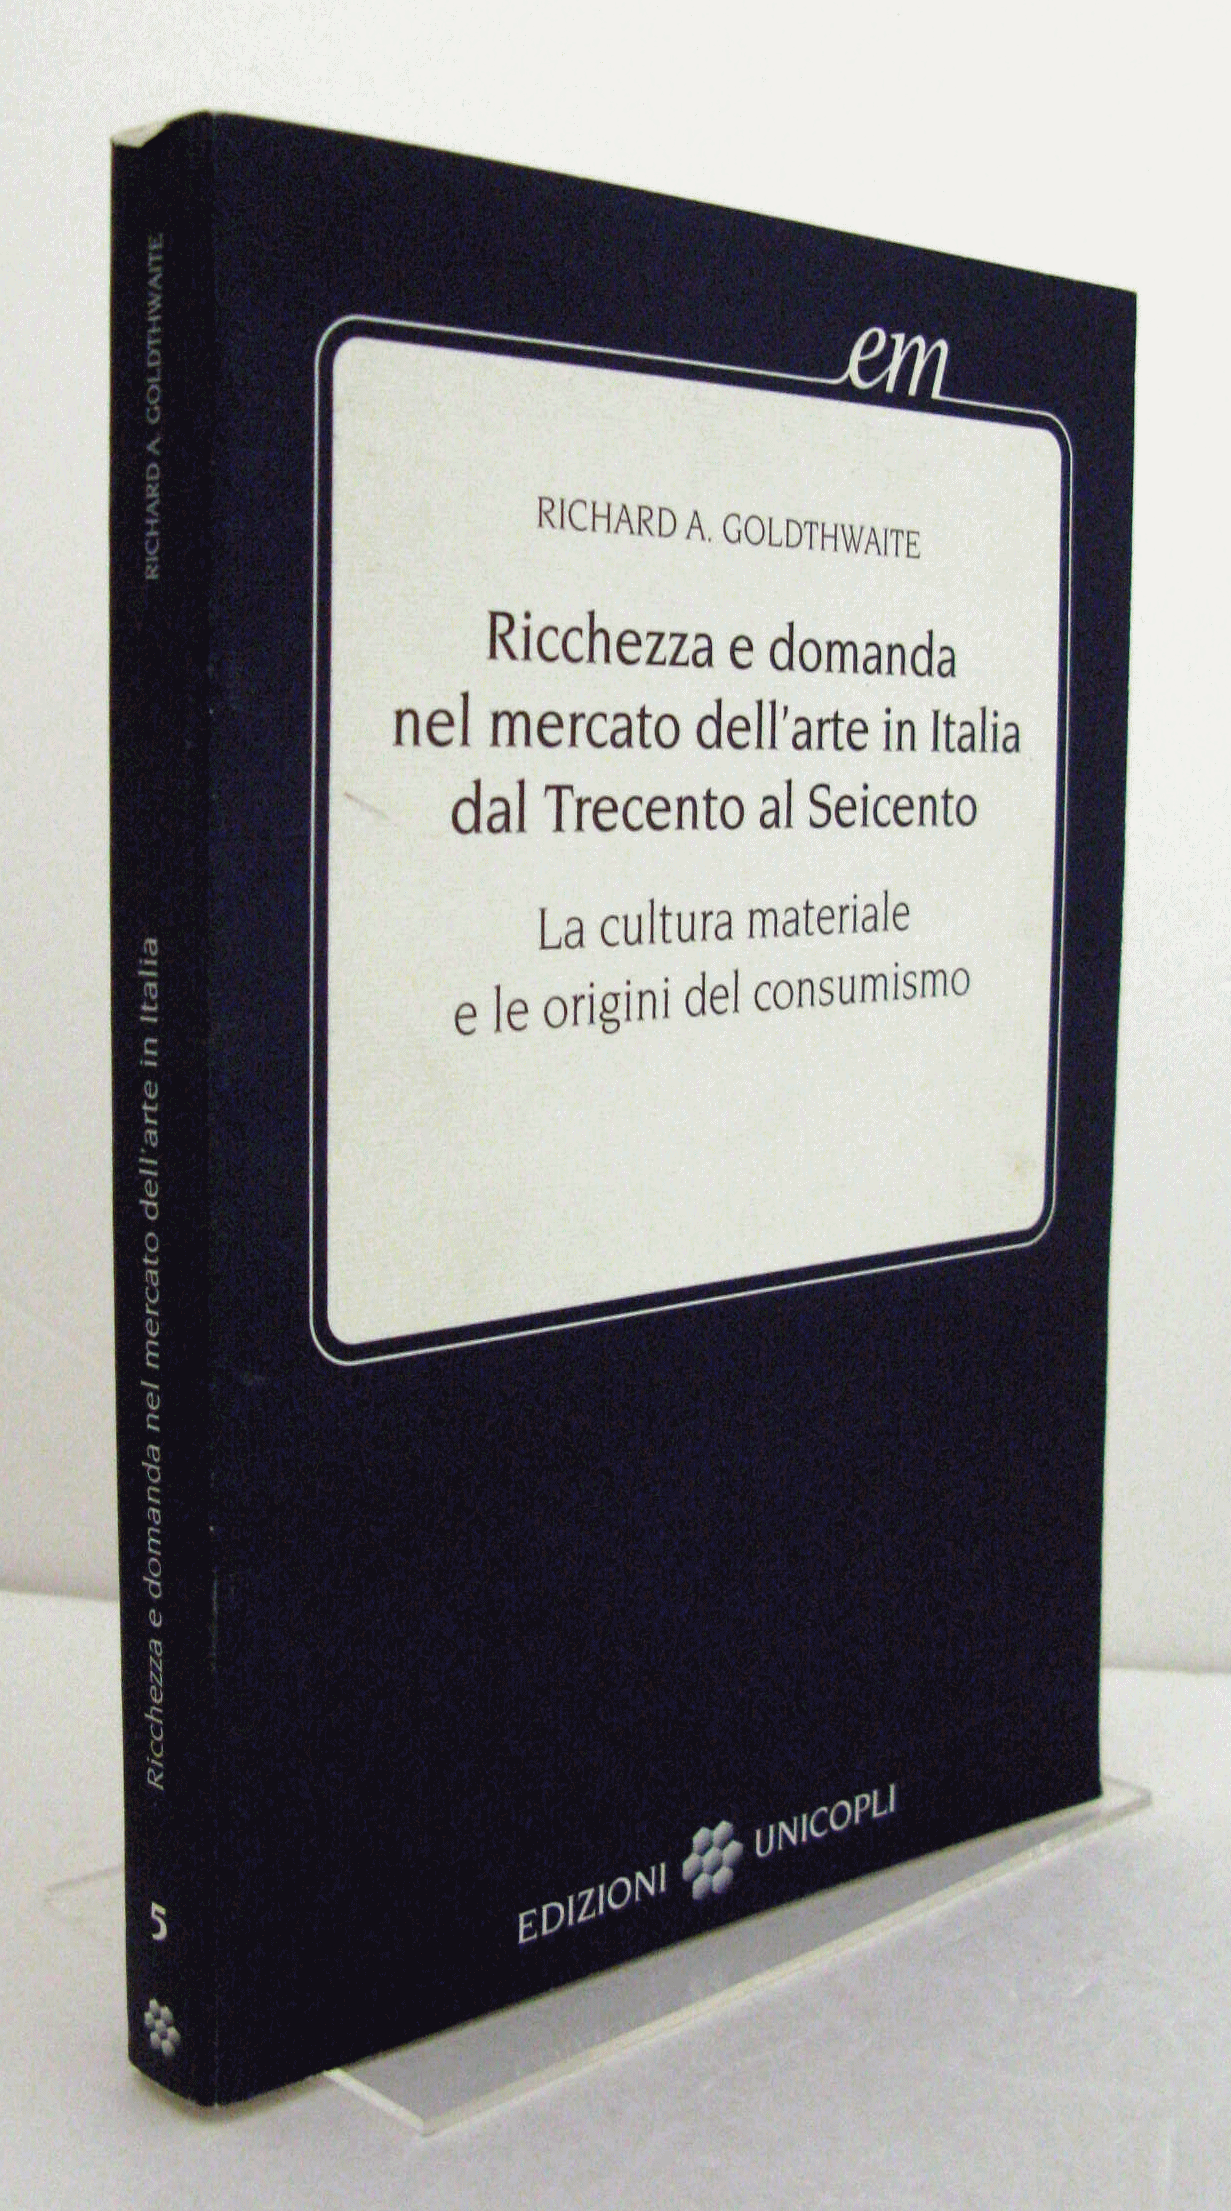 em
RICHARD A. GOLDTHWAITE
Ricchezza e domanda
nel mercato dell'arte in Italia
dal Trecento al Seicento
La cultura materiale
e le origini del consumismo
EDIZIONI UNICOPLI
RICHARD A. GOLDTHWAITE
Ricchezza e domanda nel mercato dell'arte in Italia
5